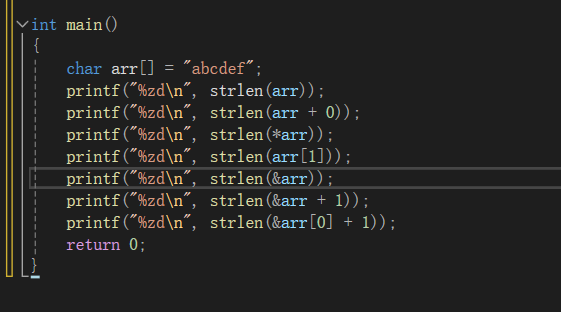 int main()
{
char arr[] = "abcdef";
printf("%zd\n", strlen(arr));
printf("%zd\n", strlen(arr + 0));
printf("%zd\n", strlen(*arr));
printf("%zd\n", strlen(arr[1]));
printf("%zd\n", strlen(&arr));
printf("%zd\n", strlen(&arr + 1));
printf("%zd\n", strlen(&arr[0] + 1));
return 0;
}